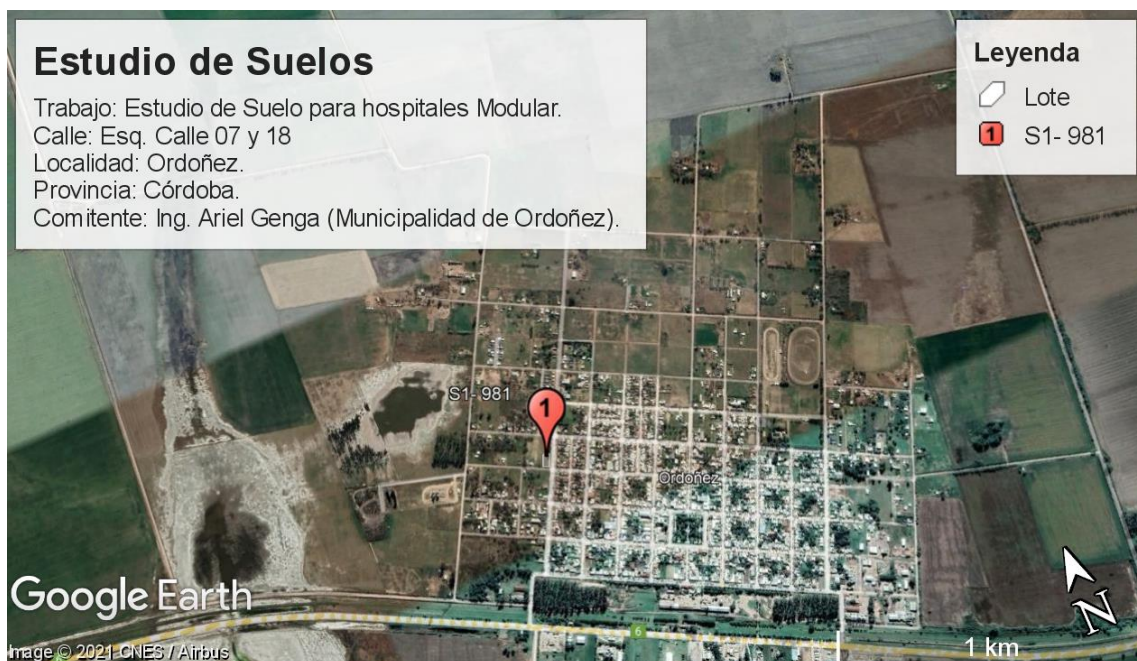 Estudio de Suelos
Trabajo: Estudio de Suelo para hospitales Modular.
Calle: Esq. Calle 07 y 18
Localidad: Ordoñez.
Provincia: Córdoba.
Comitente: Ing. Ariel Genga (Municipalidad de Ordoñez).
Leyenda
Lote
1 S1- 981
S1- 981
1
Ordoñez
6
Google Earth
Image © 2021 CNES / Airbus
1 km
N